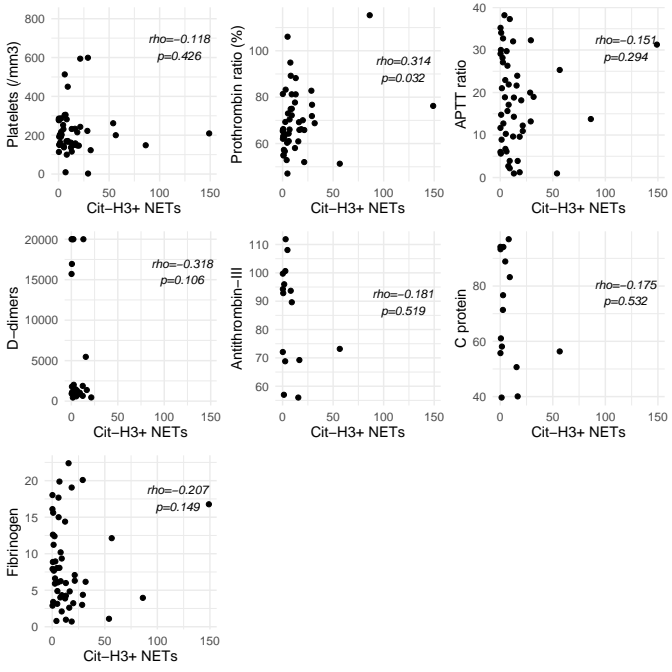 800
600
400
200
0
Platelets (/mm3)
rho=−0.118
p=0.426
0 50 100 150
Cit−H3+ NETs
100
80
60
Prothrombin ratio (%)
rho=0.314
p=0.032
0 50 100 150
Cit−H3+ NETs
40
30
20
10
0
APTT ratio
rho=−0.151
p=0.294
0 50 100 150
Cit−H3+ NETs
20000
15000
10000
5000
0
D−dimers
rho=−0.318
p=0.106
0 50 100 150
Cit−H3+ NETs
110
100
90
80
70
60
Antithrombin−III
rho=−0.181
p=0.519
0 50 100 150
Cit−H3+ NETs
100
80
60
40
C protein
rho=−0.175
p=0.532
0 50 100 150
Cit−H3+ NETs
20
15
10
5
0
Fibrinogen
rho=−0.207
p=0.149
0 50 100 150
Cit−H3+ NETs